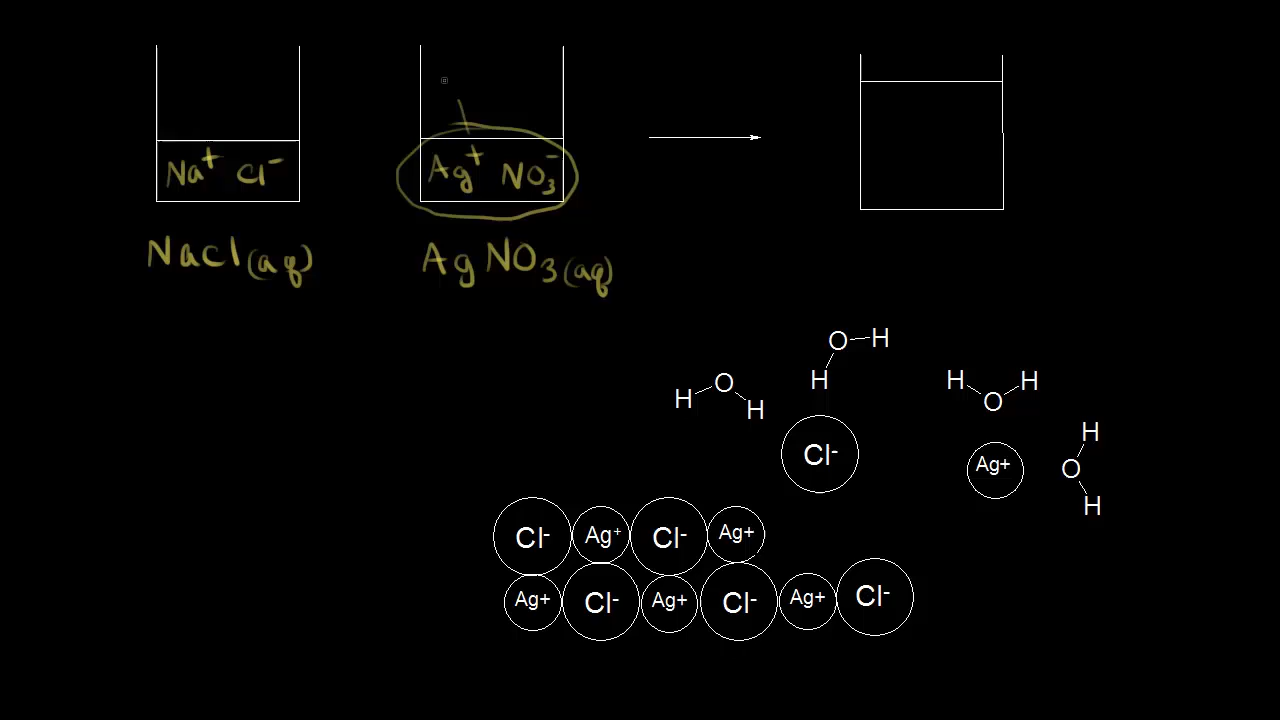 Na⁺ Cl⁻
Ag⁺ NO₃⁻
NaCl(aq)
AgNO₃(aq)
O H
H
H O H
H O H
H
O
H
Cl⁻
Ag+
Cl⁻ Ag⁺ Cl⁻ Ag+
Ag+ Cl⁻ Ag+ Cl⁻ Ag+ Cl⁻